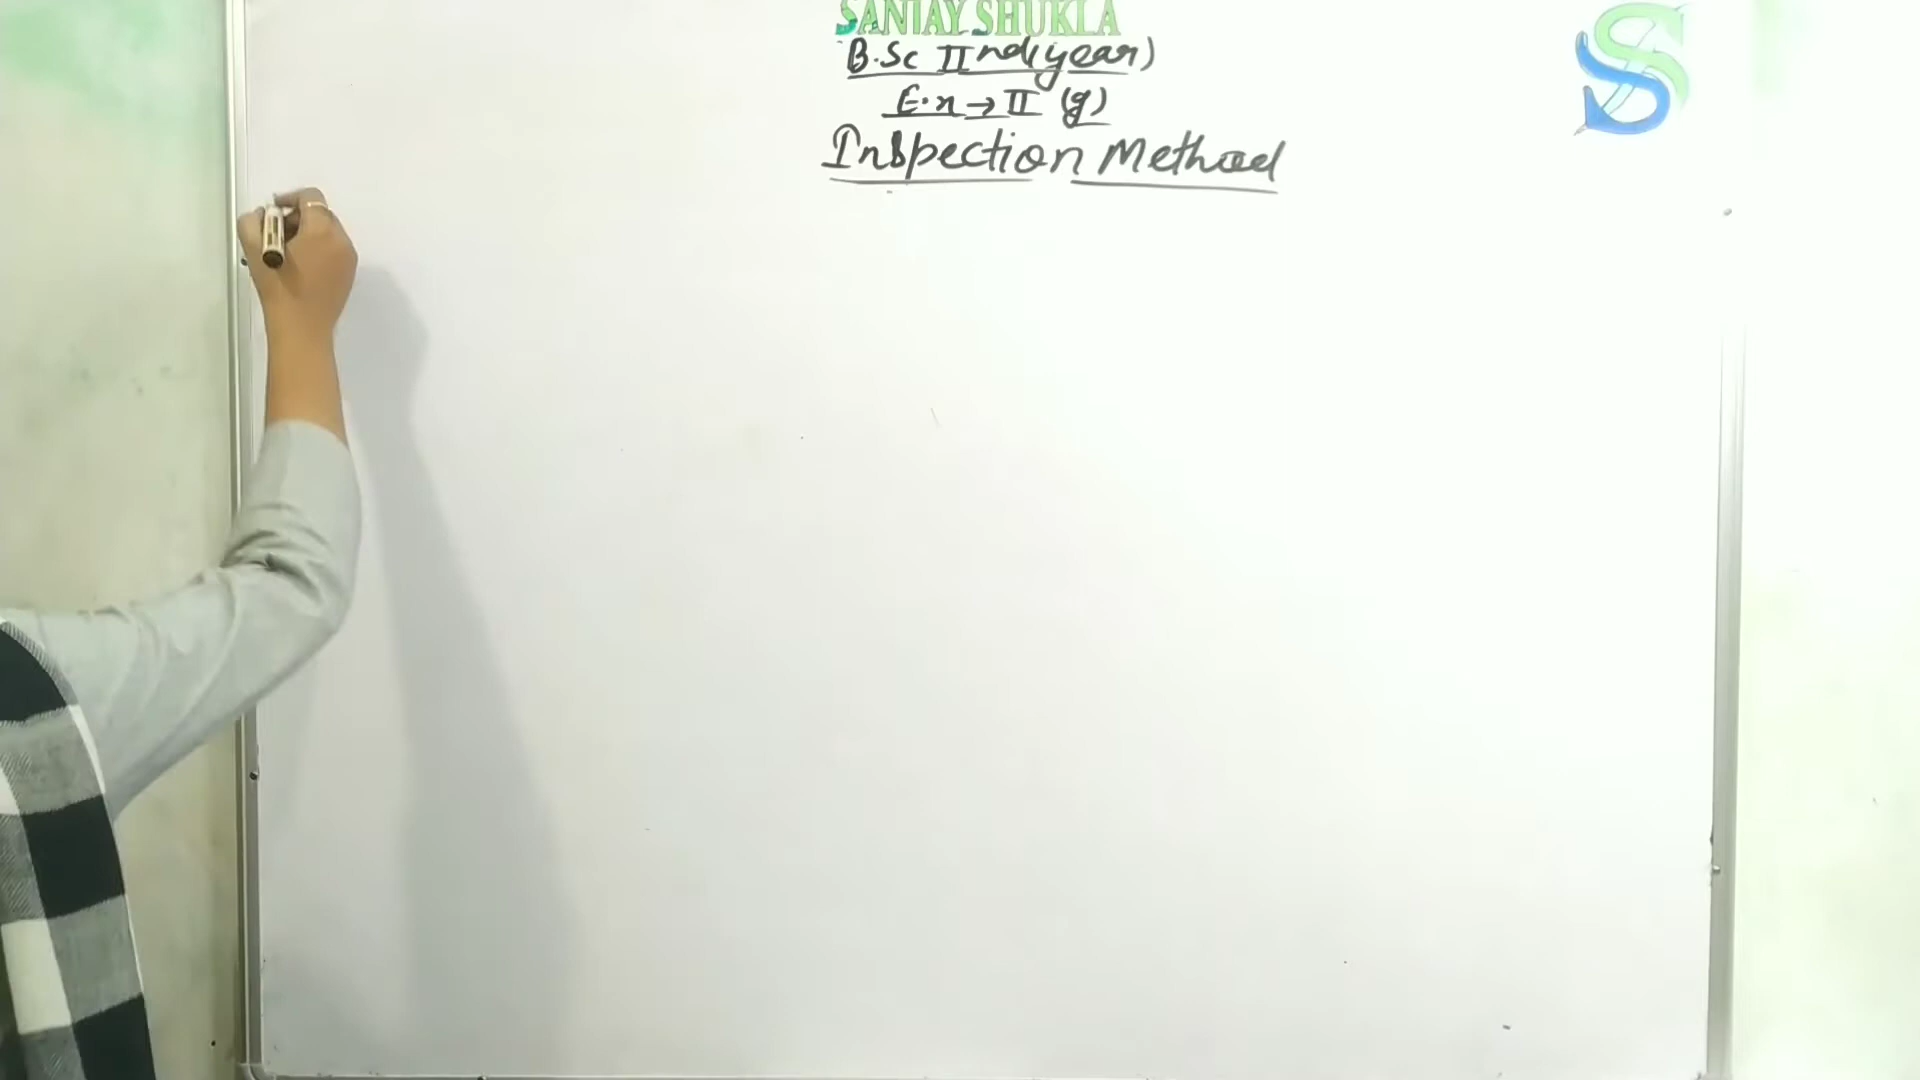 SANJAY SHUKLA
B.Sc IInd(year)
E.x → II (g)
Inspection Method